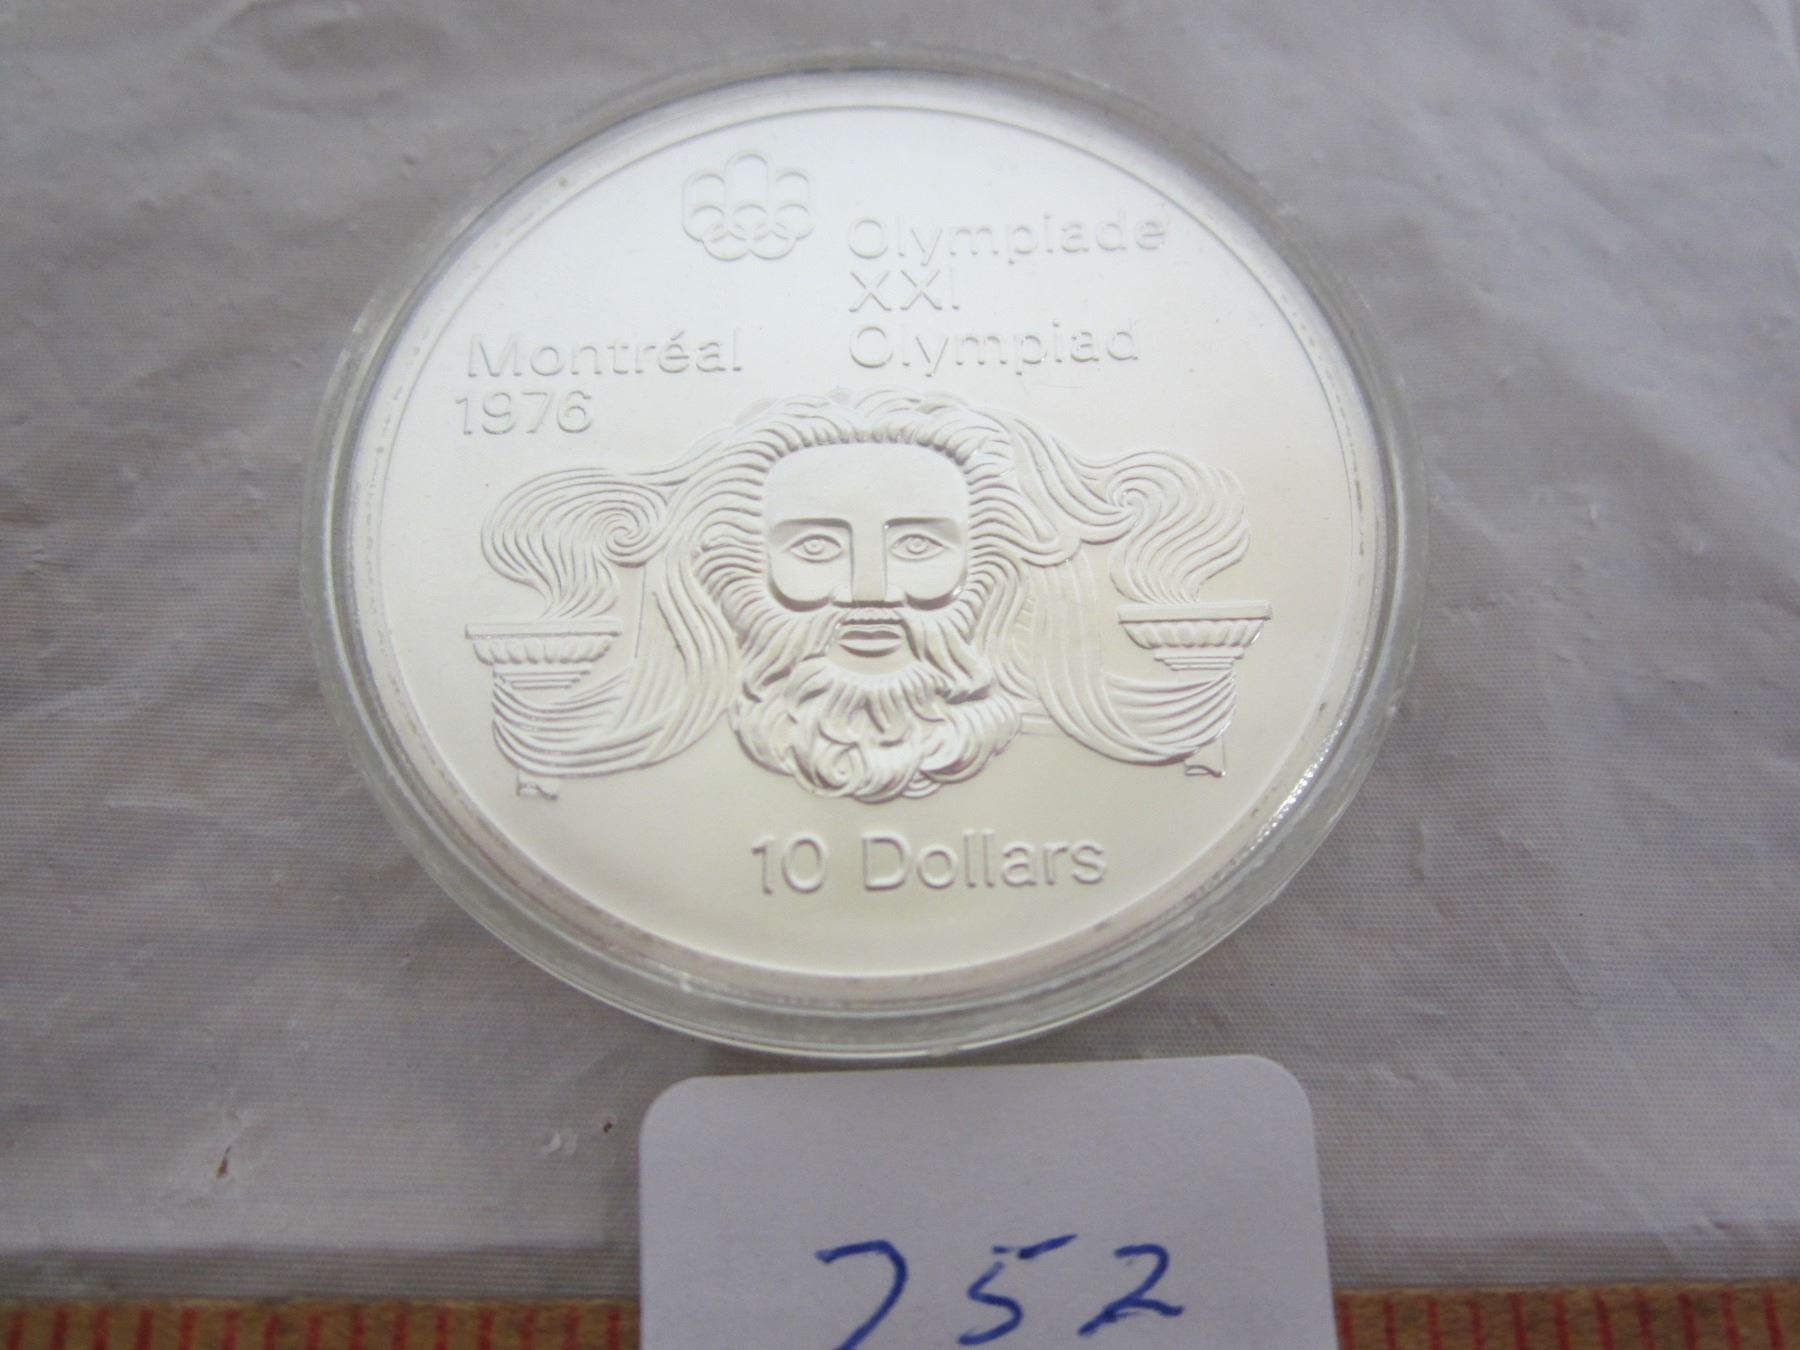 Olympiade
XXI
Olympiad
Montréal
1976
10 Dollars
752